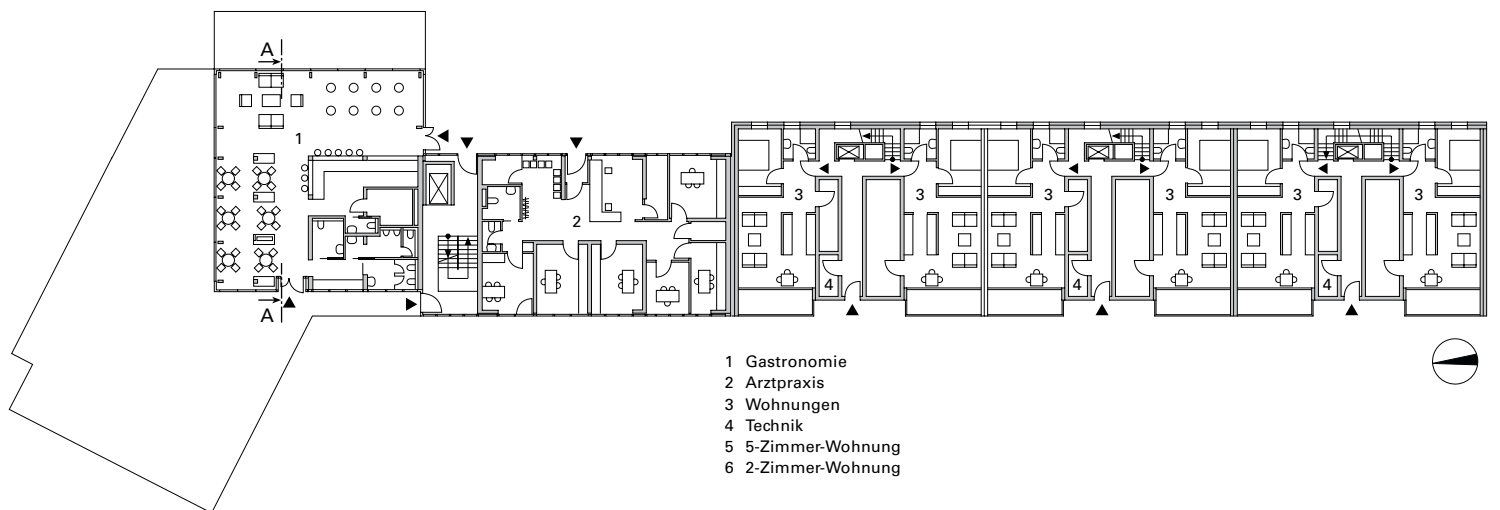 A
1
2
3
3
3
3
3
3
4
4
4
A
1 Gastronomie
2 Arztpraxis
3 Wohnungen
4 Technik
5 5-Zimmer-Wohnung
6 2-Zimmer-Wohnung